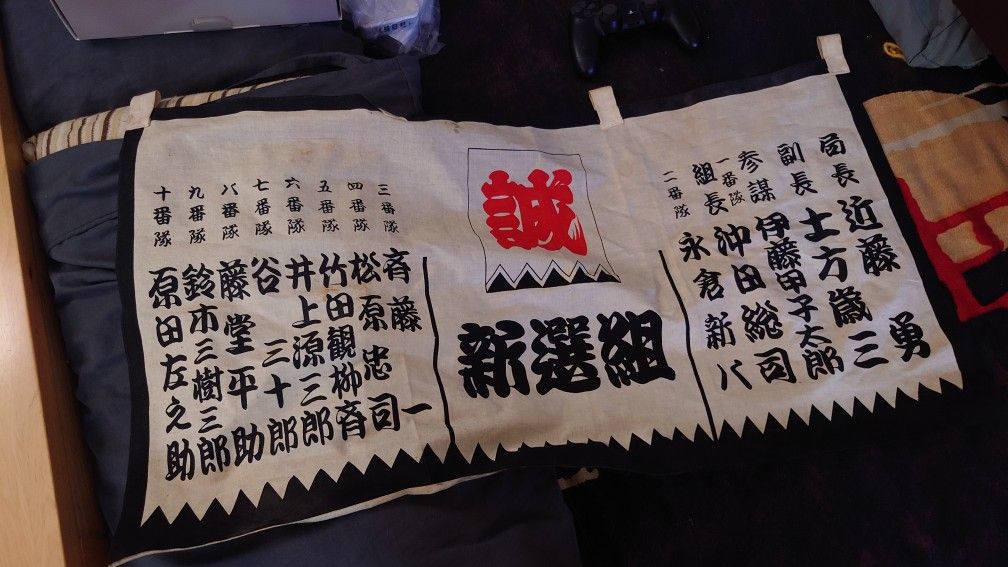 局長 近藤勇
副長 土方歳三
参謀 伊藤甲子太郎
一番隊組長 沖田総司
二番隊 永倉新八
誠
新選組
三番隊 斉藤一
四番隊 松原忠司
五番隊 竹田観柳斉
六番隊 井上源三郎
七番隊 谷三十郎
八番隊 藤堂平助
九番隊 鈴木三樹三郎
十番隊 原田左之助